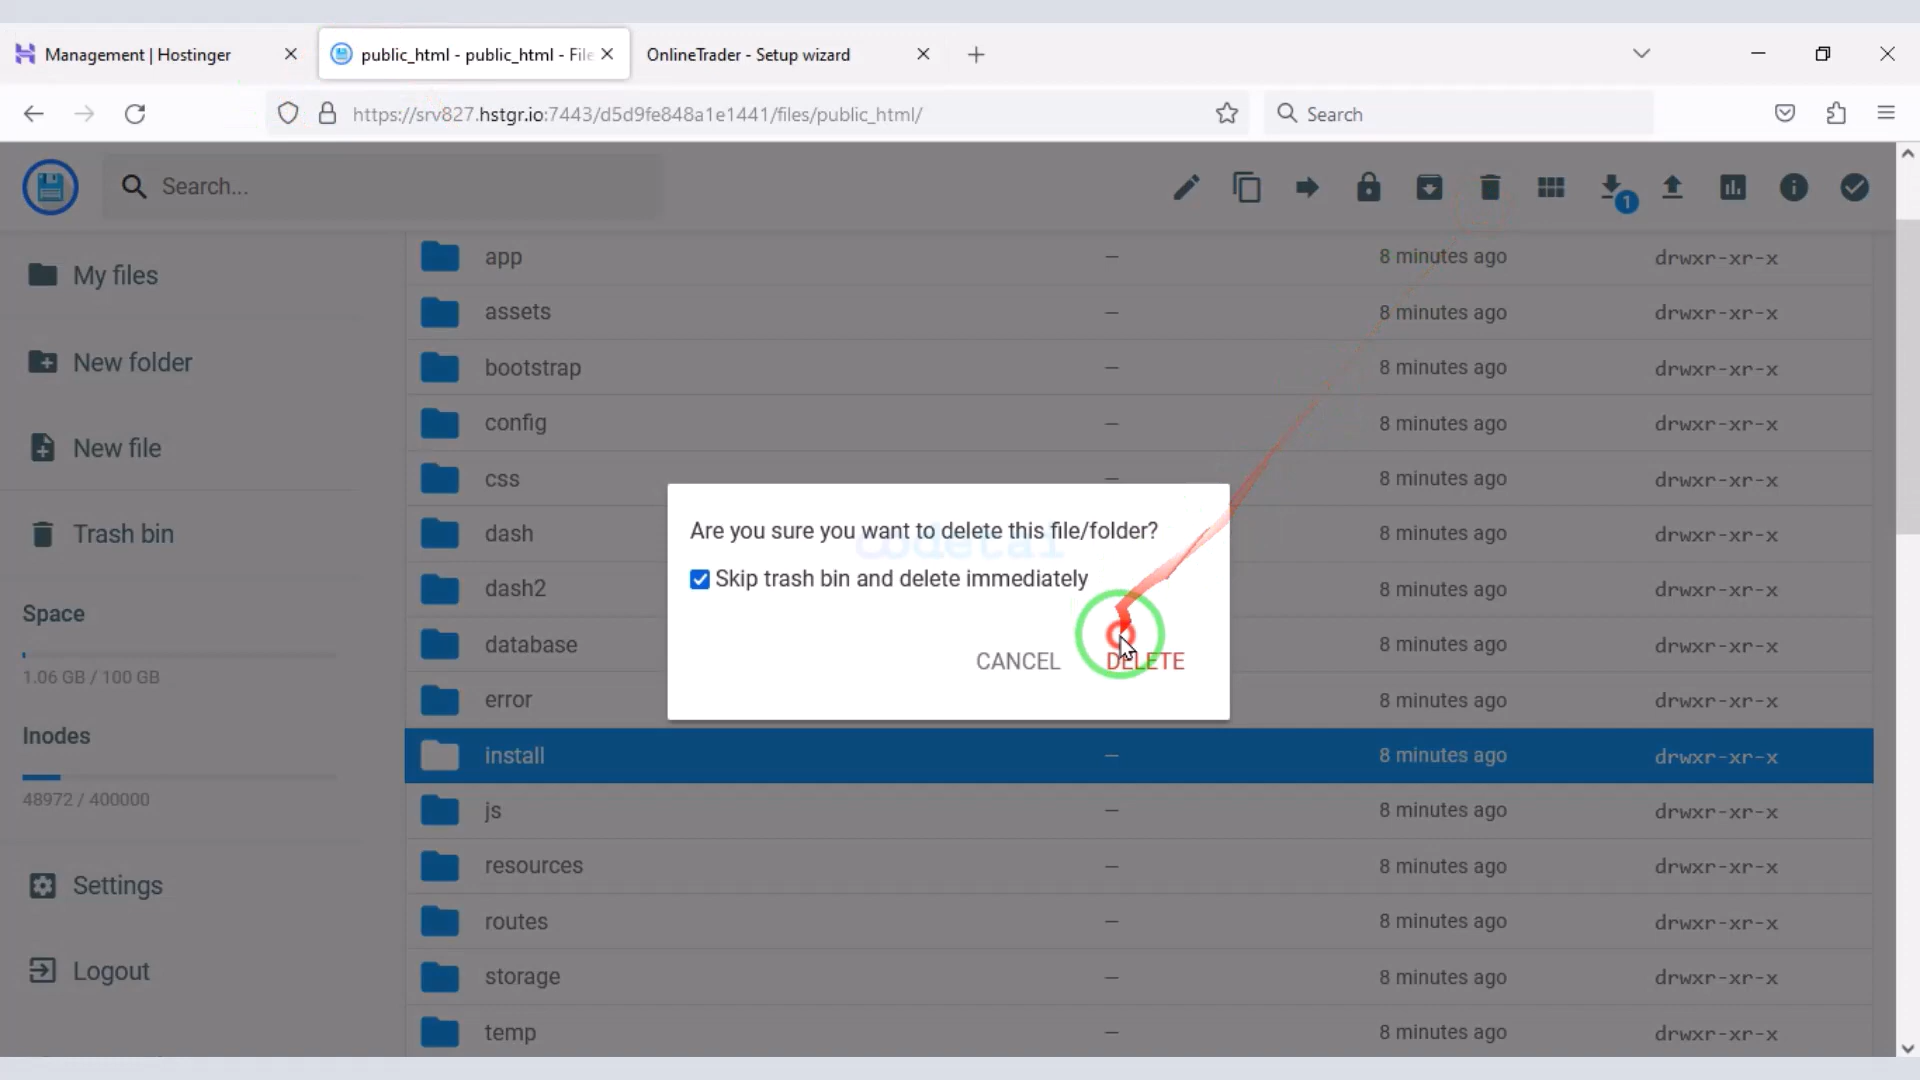 Management | Hostinger
public_html - public_html - File
OnlineTrader - Setup wizard
https://srv827.hstgr.io:7443/d5d9fe848a1e1441/files/public_html/
Search
Search...
1
My files
New folder
New file
Trash bin
Space
1.06 GB / 100 GB
Inodes
48972 / 400000
Settings
Logout
app — 8 minutes ago drwxr-xr-x
assets — 8 minutes ago drwxr-xr-x
bootstrap — 8 minutes ago drwxr-xr-x
config — 8 minutes ago drwxr-xr-x
css — 8 minutes ago drwxr-xr-x
dash 8 minutes ago drwxr-xr-x
dash2 8 minutes ago drwxr-xr-x
database 8 minutes ago drwxr-xr-x
error 8 minutes ago drwxr-xr-x
install — 8 minutes ago drwxr-xr-x
js — 8 minutes ago drwxr-xr-x
resources — 8 minutes ago drwxr-xr-x
routes — 8 minutes ago drwxr-xr-x
storage — 8 minutes ago drwxr-xr-x
temp — 8 minutes ago drwxr-xr-x
Are you sure you want to delete this file/folder?
Skip trash bin and delete immediately
CANCEL DELETE